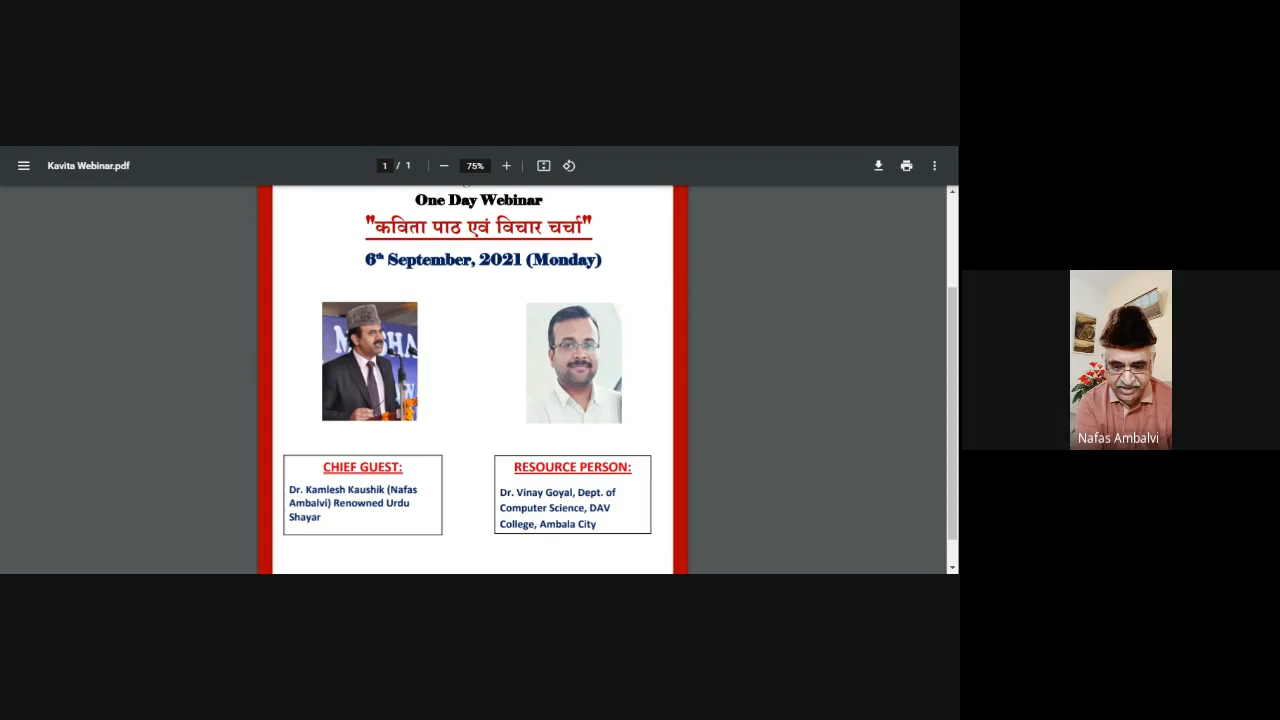 Kavita Webinar.pdf
1 / 1
75%
One Day Webinar
"कविता पाठ एवं विचार चर्चा"
6th September, 2021 (Monday)
CHIEF GUEST:
Dr. Kamlesh Kaushik (Nafas
Ambalvi) Renowned Urdu
Shayar
RESOURCE PERSON:
Dr. Vinay Goyal, Dept. of
Computer Science, DAV
College, Ambala City
Nafas Ambalvi